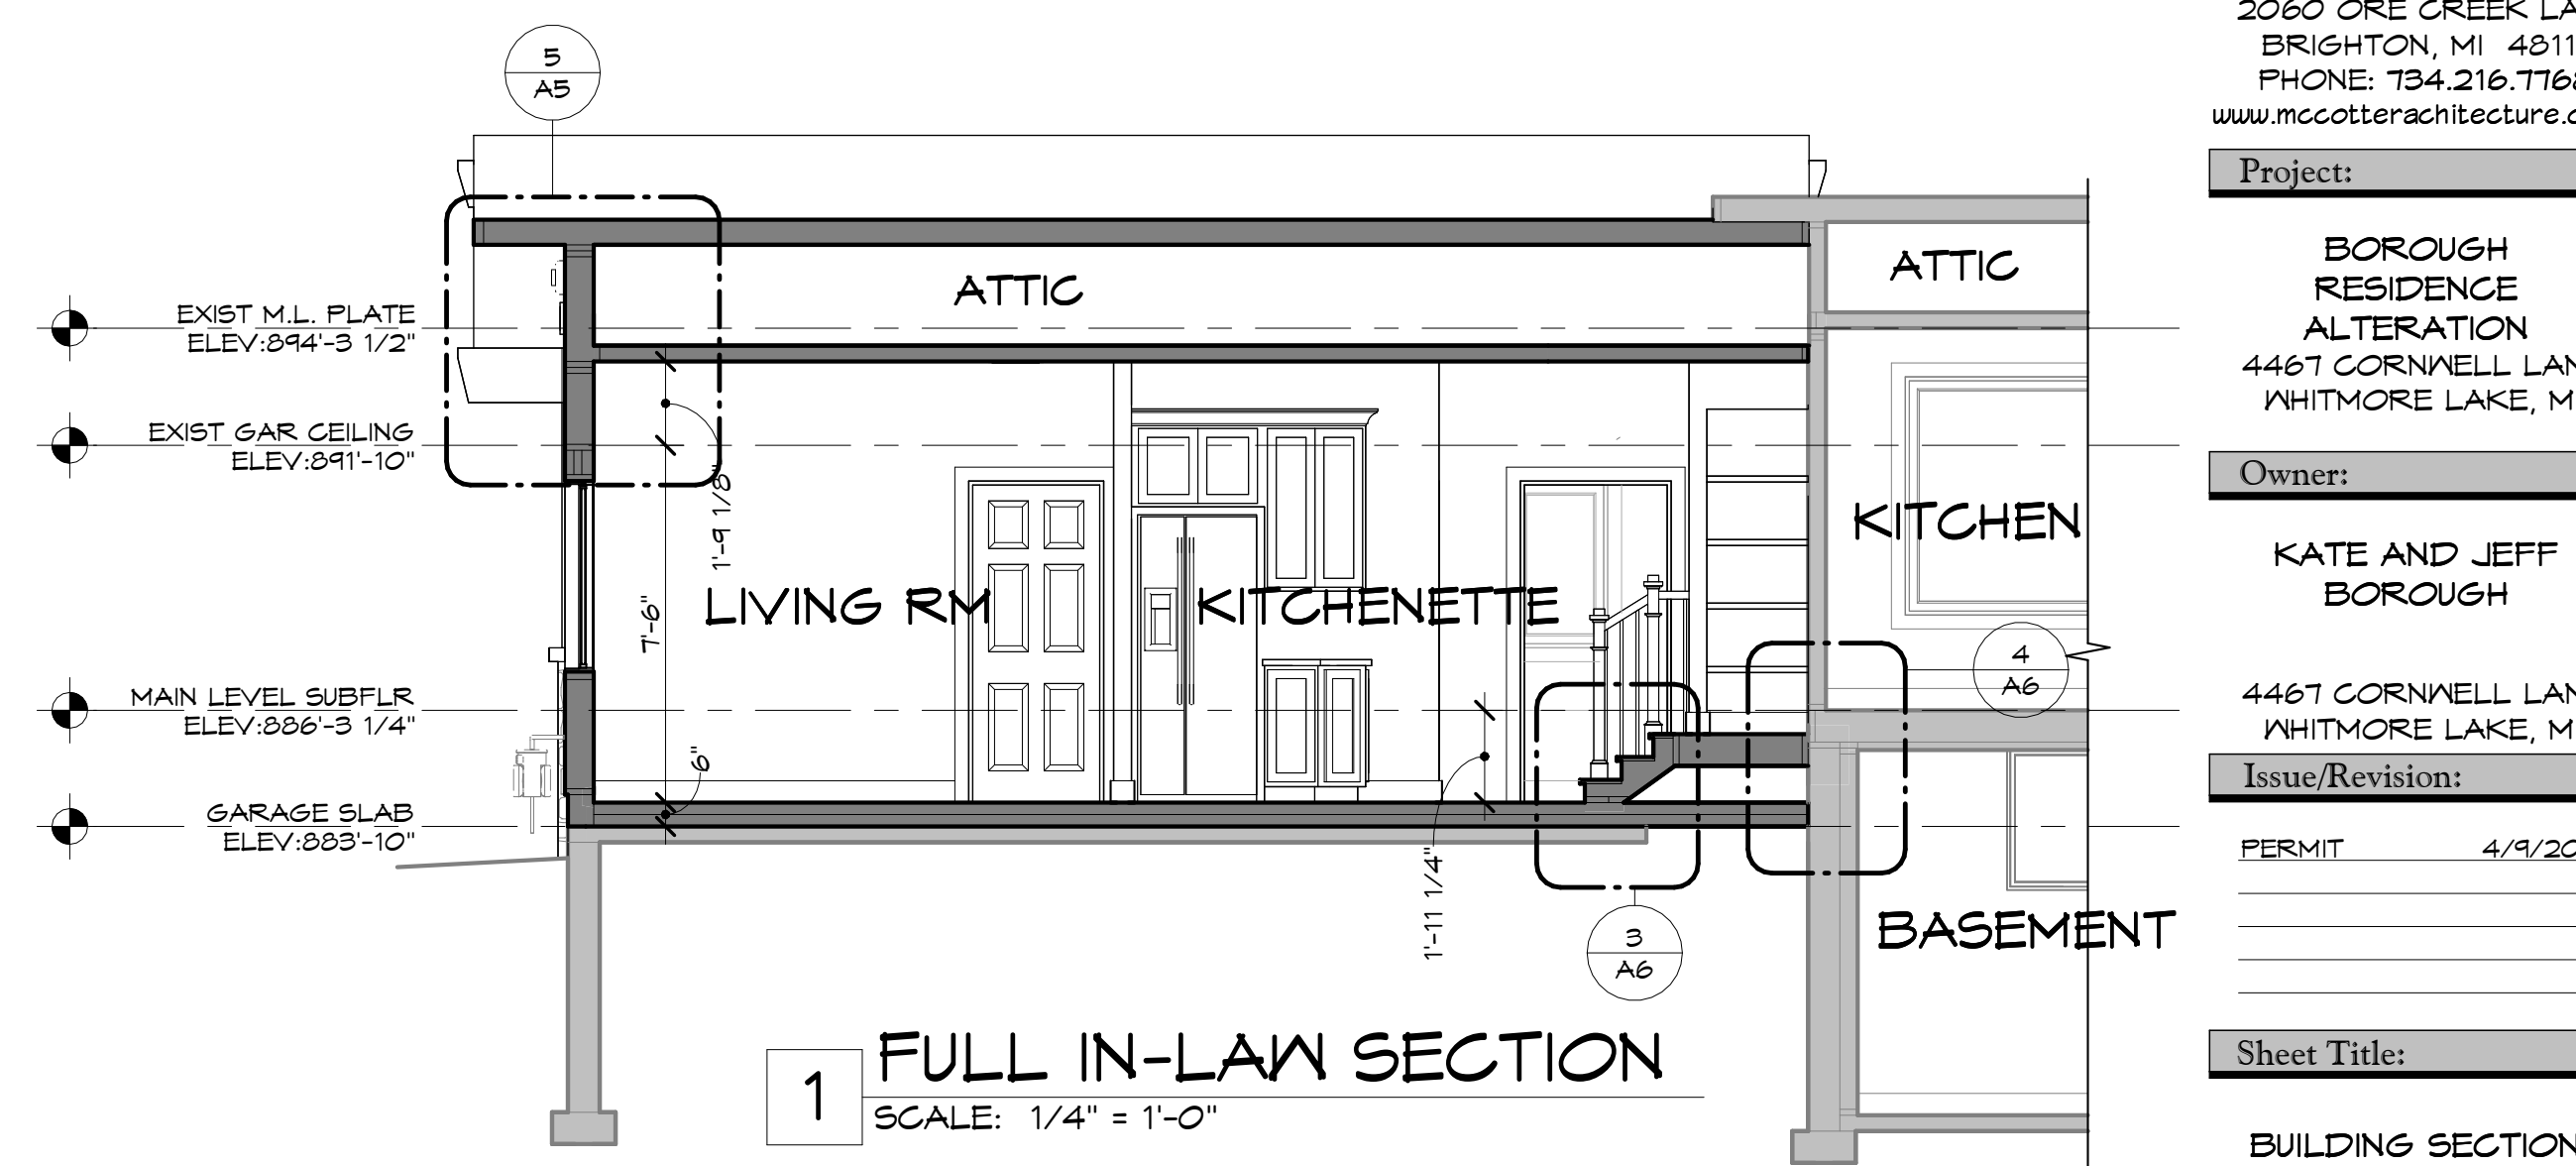 5
A5
EXIST M.L. PLATE
ELEV:894'-3 1/2"
EXIST GAR CEILING
ELEV:891'-10"
MAIN LEVEL SUBFLR
ELEV:886'-3 1/4"
GARAGE SLAB
ELEV:883'-10"
ATTIC
ATTIC
1'-9 1/8"
7'-6"
6"
LIVING RM
KITCHENETTE
KITCHEN
4
A6
1'-11 1/4"
3
A6
BASEMENT
1
FULL IN-LAW SECTION
SCALE: 1/4" = 1'-0"
2060 ORE CREEK LA
BRIGHTON, MI 4811
PHONE: 734.216.776
www.mccotterachitecture.c
Project:
BOROUGH
RESIDENCE
ALTERATION
4467 CORNWELL LAN
WHITMORE LAKE, M
Owner:
KATE AND JEFF
BOROUGH
4467 CORNWELL LAN
WHITMORE LAKE, M
Issue/Revision:
PERMIT 4/9/20
Sheet Title:
BUILDING SECTION